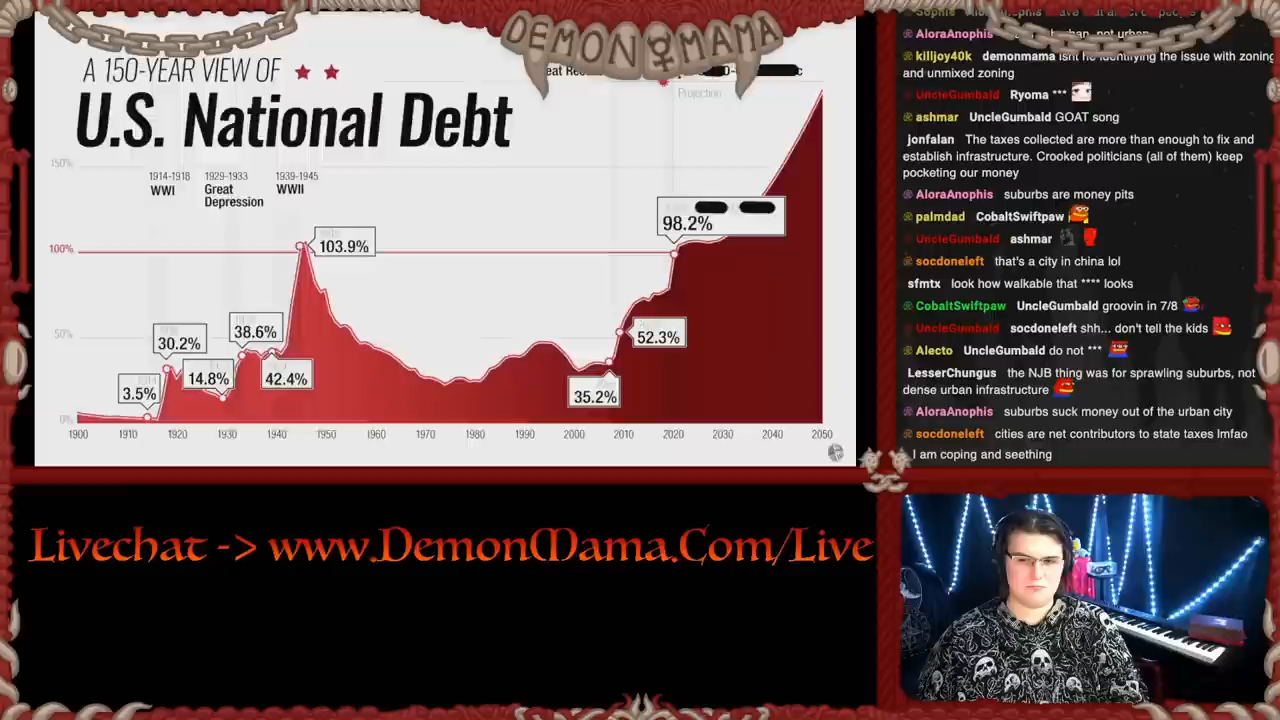 DEMON MAMA
A 150-YEAR VIEW OF
U.S. National Debt
Projection
150%
1914-1918
WWI
1929-1933
Great
Depression
1939-1945
WWII
98.2%
100%
103.9%
50%
30.2%
38.6%
52.3%
3.5%
14.8%
42.4%
35.2%
0%
1900 1910 1920 1930 1940 1950 1960 1970 1980 1990 2000 2010 2020 2030 2040 2050
Livechat -> www.DemonMama.Com/Live
AloraAnophis
killjoy40k demonmama isnt he identifying the issue with zoning
and unmixed zoning
UncleGumbald Ryoma ***
ashmar UncleGumbald GOAT song
jonfalan The taxes collected are more than enough to fix and
establish infrastructure. Crooked politicians (all of them) keep
pocketing our money
AloraAnophis suburbs are money pits
palmdad CobaltSwiftpaw
UncleGumbald ashmar
socdoneleft that's a city in china lol
sfmtx look how walkable that **** looks
CobaltSwiftpaw UncleGumbald groovin in 7/8
UncleGumbald socdoneleft shh... don't tell the kids
Alecto UncleGumbald do not ***
LesserChungus the NJB thing was for sprawling suburbs, not
dense urban infrastructure
AloraAnophis suburbs suck money out of the urban city
socdoneleft cities are net contributors to state taxes lmfao
I am coping and seething